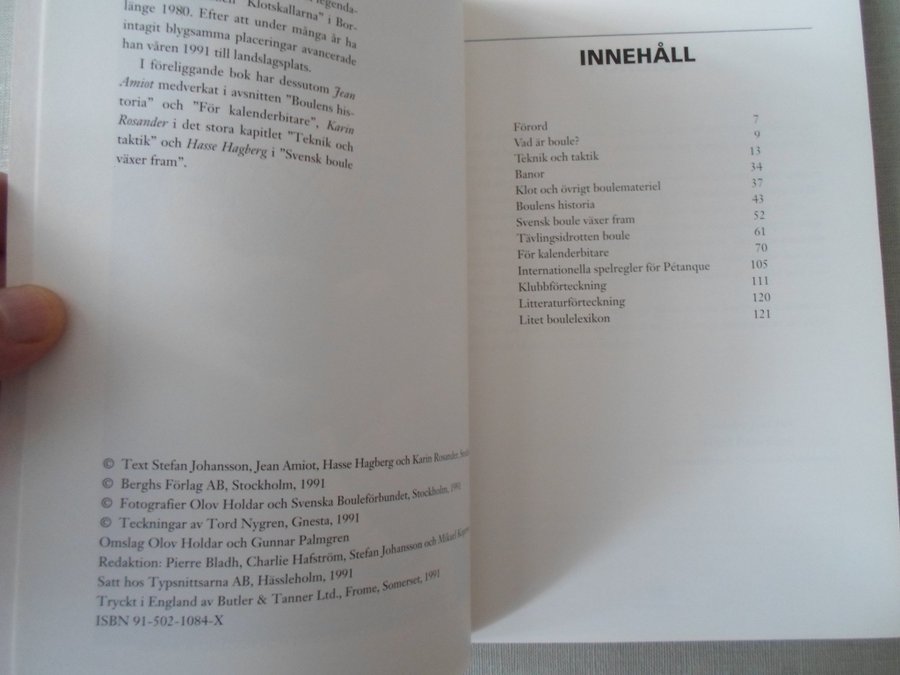 länge 1980. Efter att under många år ha
intagit blygsamma placeringar avancerade
han våren 1991 till landslagsplats.
I föreliggande bok har dessutom Jean
Amiot medverkat i avsnitten "Boulens his-
toria" och "För kalenderbitare", Karin
Rosander i det stora kapitlet "Teknik och
taktik" och Hasse Hagberg i "Svensk boule
växer fram".
© Text Stefan Johansson, Jean Amiot, Hasse Hagberg och Karin Rosander,
© Berghs Förlag AB, Stockholm, 1991
© Fotografier Olov Holdar och Svenska Bouleförbundet, Stockholm, 1991
© Teckningar av Tord Nygren, Gnesta, 1991
Omslag Olov Holdar och Gunnar Palmgren
Redaktion: Pierre Bladh, Charlie Hafström, Stefan Johansson och Mikael
Satt hos Typsnittsarna AB, Hässleholm, 1991
Tryckt i England av Butler & Tanner Ltd., Frome, Somerset, 1991
ISBN 91-502-1084-X
INNEHÅLL
Förord 7
Vad är boule? 9
Teknik och taktik 13
Banor 34
Klot och övrigt boulemateriel 37
Boulens historia 43
Svensk boule växer fram 52
Tävlingsidrotten boule 61
För kalenderbitare 70
Internationella spelregler för Pétanque 105
Klubbförteckning 111
Litteraturförteckning 120
Litet boulelexikon 121